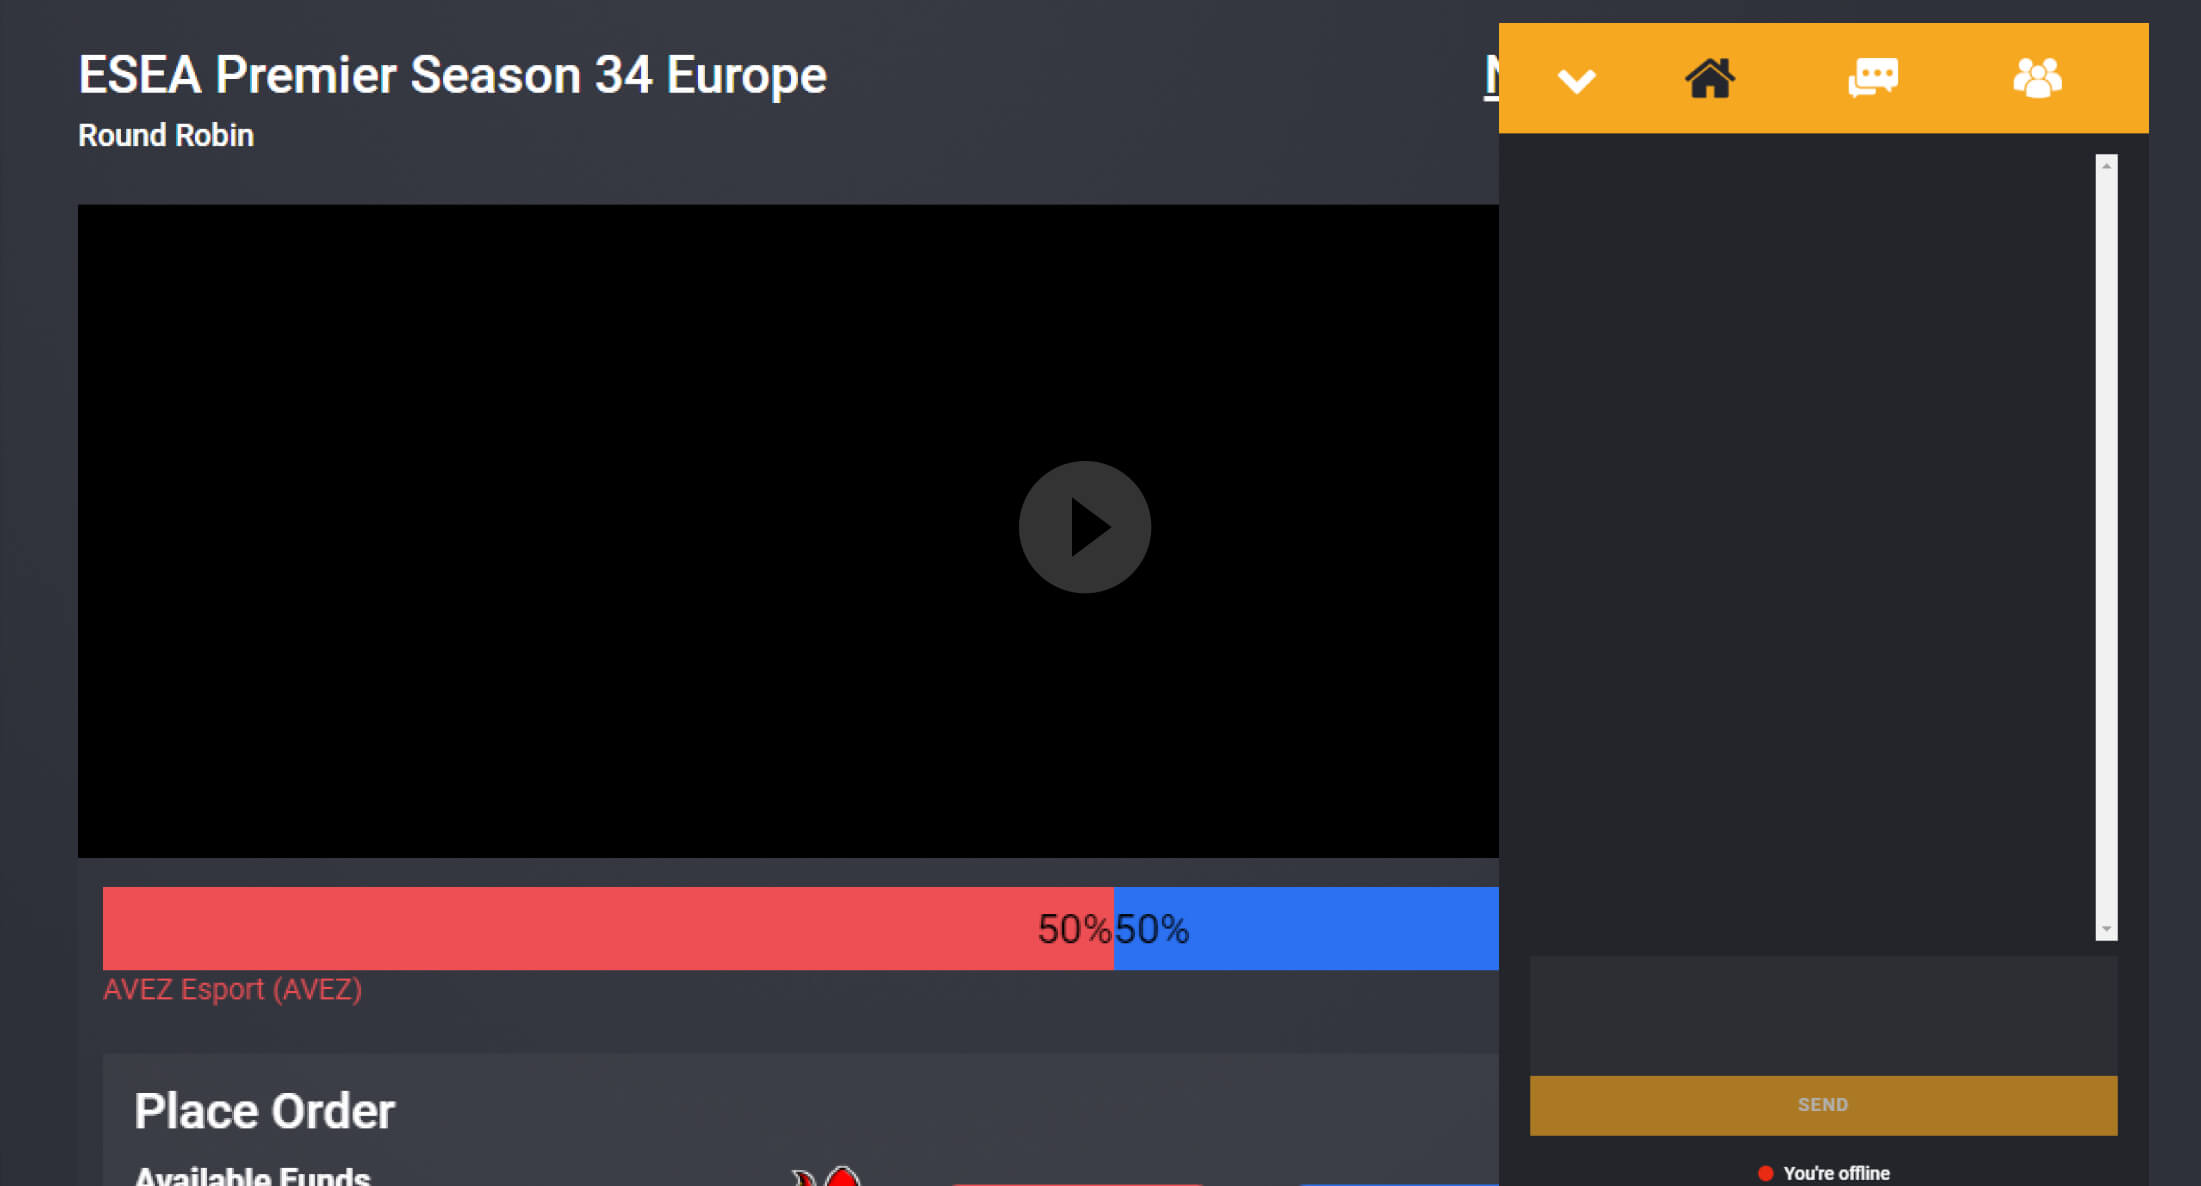 ESEA Premier Season 34 Europe
Round Robin
50%50%
AVEZ Esport (AVEZ)
Place Order
Available Funds
SEND
You're offline